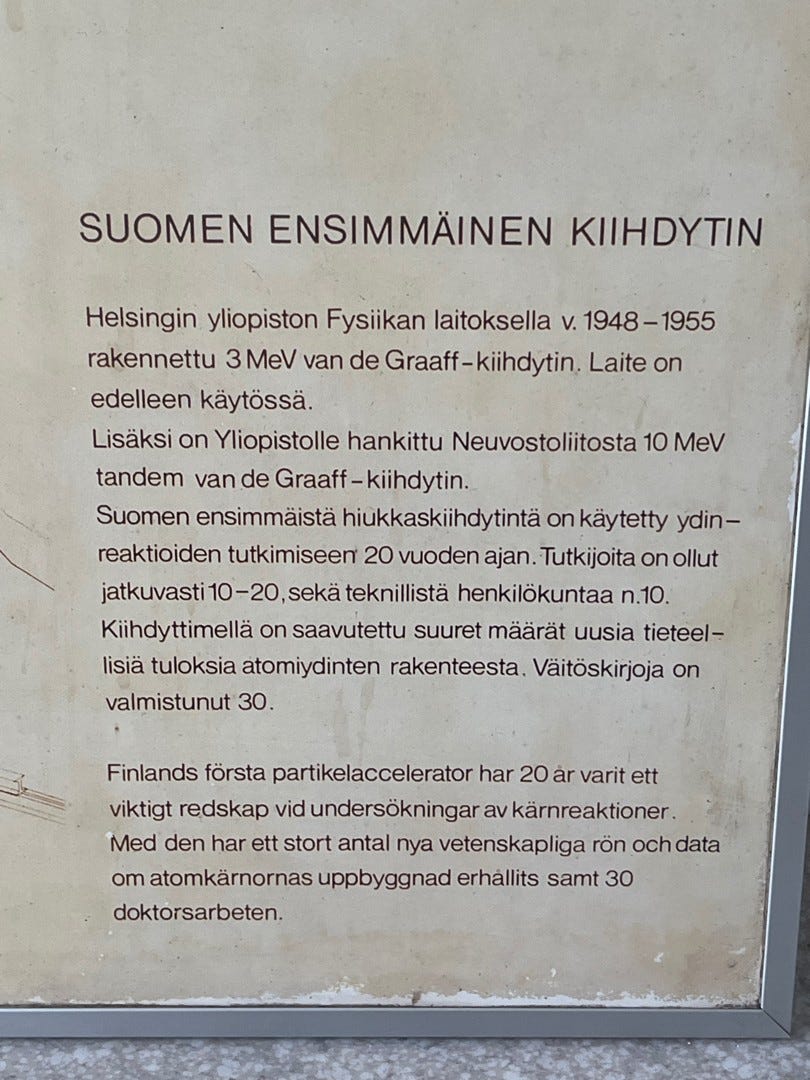 SUOMEN ENSIMMÄINEN KIIHDYTIN
Helsingin yliopiston Fysiikan laitoksella v. 1948–1955
rakennettu 3 MeV van de Graaff-kiihdytin. Laite on
edelleen käytössä.
Lisäksi on Yliopistolle hankittu Neuvostoliitosta 10 MeV
tandem van de Graaff-kiihdytin.
Suomen ensimmäistä hiukkaskiihdytintä on käytetty ydin–
reaktioiden tutkimiseen 20 vuoden ajan. Tutkijoita on ollut
jatkuvasti 10–20, sekä teknillistä henkilökuntaa n. 10.
Kiihdyttimellä on saavutettu suuret määrät uusia tieteel–
lisiä tuloksia atomiydinten rakenteesta. Väitöskirjoja on
valmistunut 30.
Finlands första partikelaccelerator har 20 år varit ett
viktigt redskap vid undersökningar av kärnreaktioner.
Med den har ett stort antal nya vetenskapliga rön och data
om atomkärnornas uppbyggnad erhallits samt 30
doktorsarbeten.